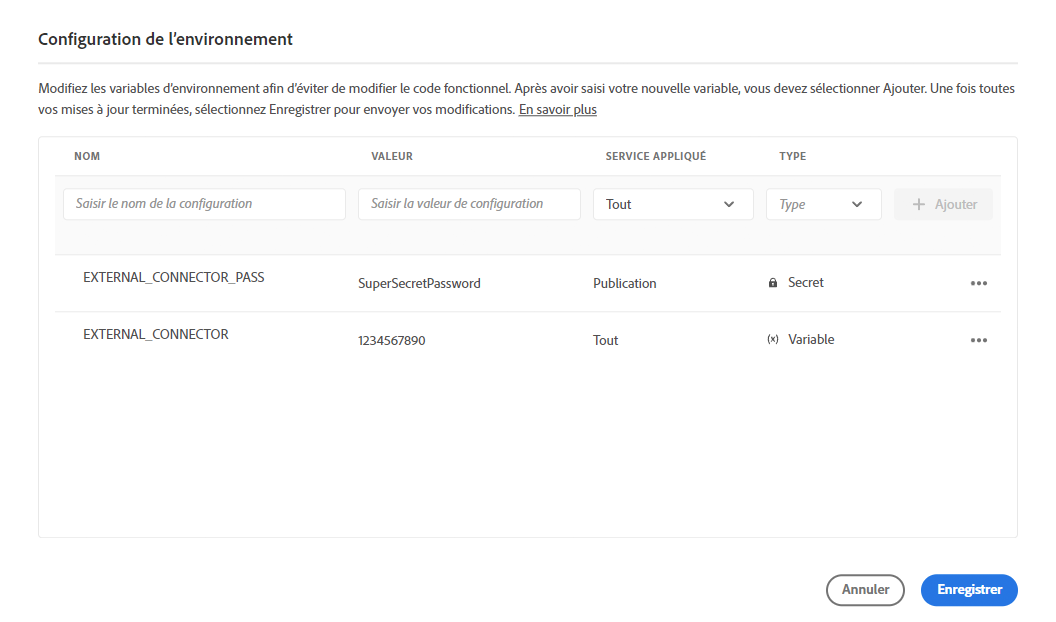 Configuration de l’environnement
Modifiez les variables d’environnement afin d’éviter de modifier le code fonctionnel. Après avoir saisi votre nouvelle variable, vous devez sélectionner Ajouter. Une fois toutes
vos mises à jour terminées, sélectionnez Enregistrer pour envoyer vos modifications. En savoir plus
NOM VALEUR SERVICE APPLIQUÉ TYPE
Saisir le nom de la configuration Saisir la valeur de configuration Tout Type + Ajouter
EXTERNAL_CONNECTOR_PASS SuperSecretPassword Publication Secret
EXTERNAL_CONNECTOR 1234567890 Tout (x) Variable
Annuler Enregistrer